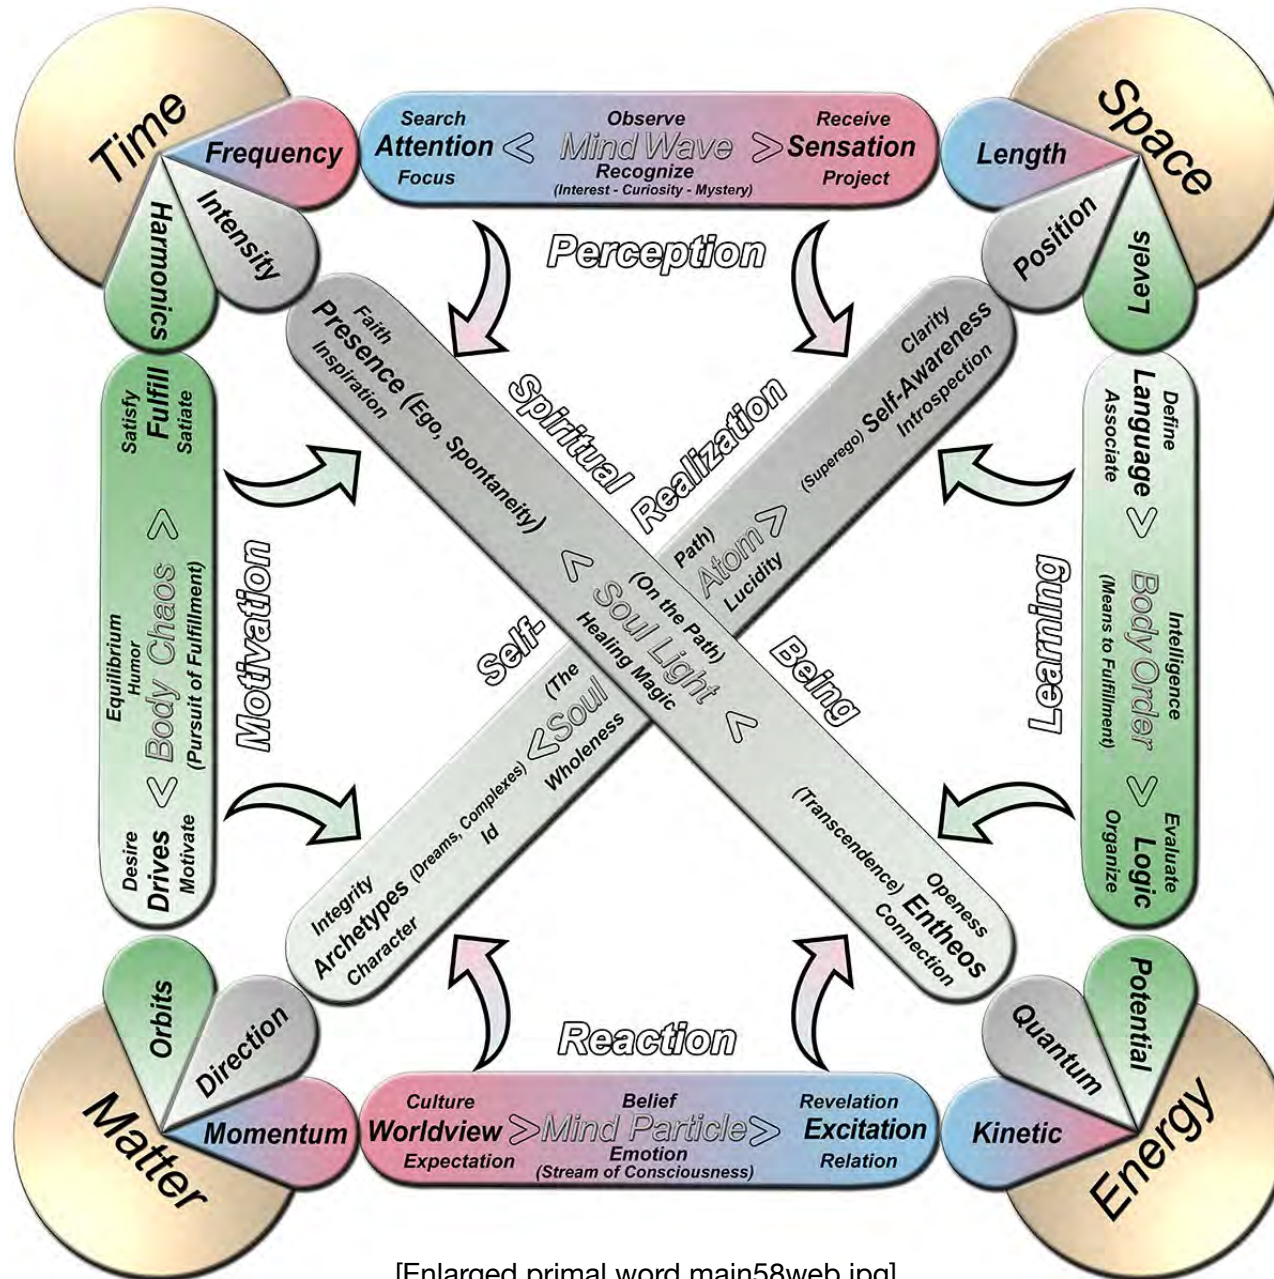 Time
Frequency
Intensity
Harmonics
Search
Attention
Focus
<
Observe
Mind Wave
Recognize
(Interest - Curiosity - Mystery)
>
Receive
Sensation
Project
Space
Length
Position
Levels
Perception
Faith
Presence (Ego, Spontaneity)
Inspiration
<
(On the Path)
Soul Light
Healing Magic
<
Openess
(Transcendence) Entheos
Connection
Spiritual
Being
Clarity
(Superego) Self-Awareness
Introspection
>
Path)
Atom
Lucidity
(The
Soul
Wholeness
<
Integrity
Archetypes (Dreams, Complexes)
Id
Character
Self-
Realization
Satisfy
Fulfill
Satiate
>
Equilibrium
Humor
Body Chaos
(Pursuit of Fulfillment)
<
Desire
Drives
Motivate
Motivation
Define
Language
Associate
>
Intelligence
Body Order
(Means to Fulfillment)
>
Evaluate
Logic
Organize
Learning
Reaction
Matter
Orbits
Direction
Momentum
Culture
Worldview
Expectation
>
Belief
Mind Particle
Emotion
(Stream of Consciousness)
>
Revelation
Excitation
Relation
Energy
Kinetic
Quantum
Potential
[Enlarged primal word main58web.jpg]